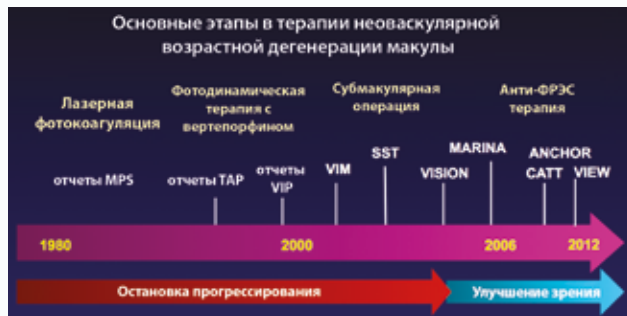 Основные этапы в терапии неоваскулярной
возрастной дегенерации макулы
Лазерная
фотокоагуляция
Фотодинамическая
терапия с
вертепорфином
Субмакулярная
операция
Анти-ФРЭС
терапия
отчеты MPS
отчеты TAP
отчеты
VIP
VIM
SST
VISION
MARINA
ANCHOR
CATT VIEW
1980
2000
2006
2012
Остановка прогрессирования
Улучшение зрения